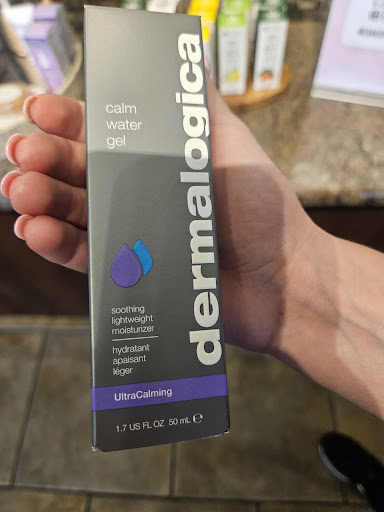 calm
water
gel
dermalogica
soothing
lightweight
moisturizer
hydratant
apaisant
léger
UltraCalming
1.7 US FL OZ 50 mL ℮